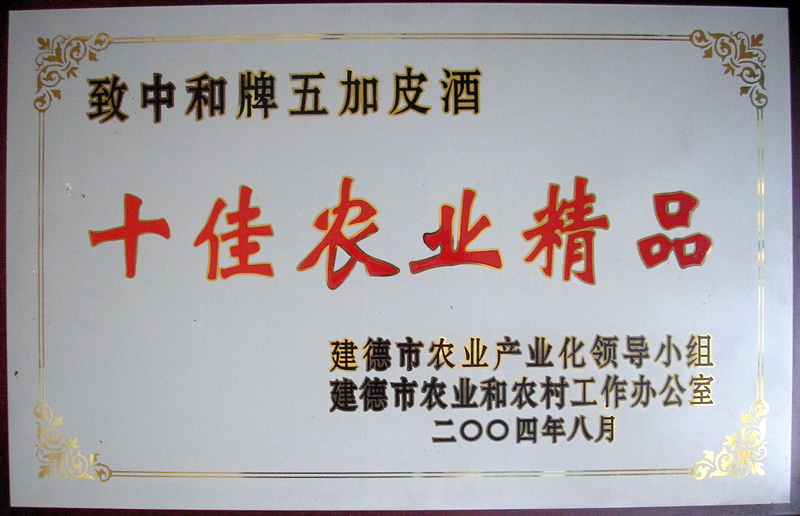 致中和牌五加皮酒
十佳农业精品
建德市农业产业化领导小组
建德市农业和农村工作办公室
二〇〇四年八月